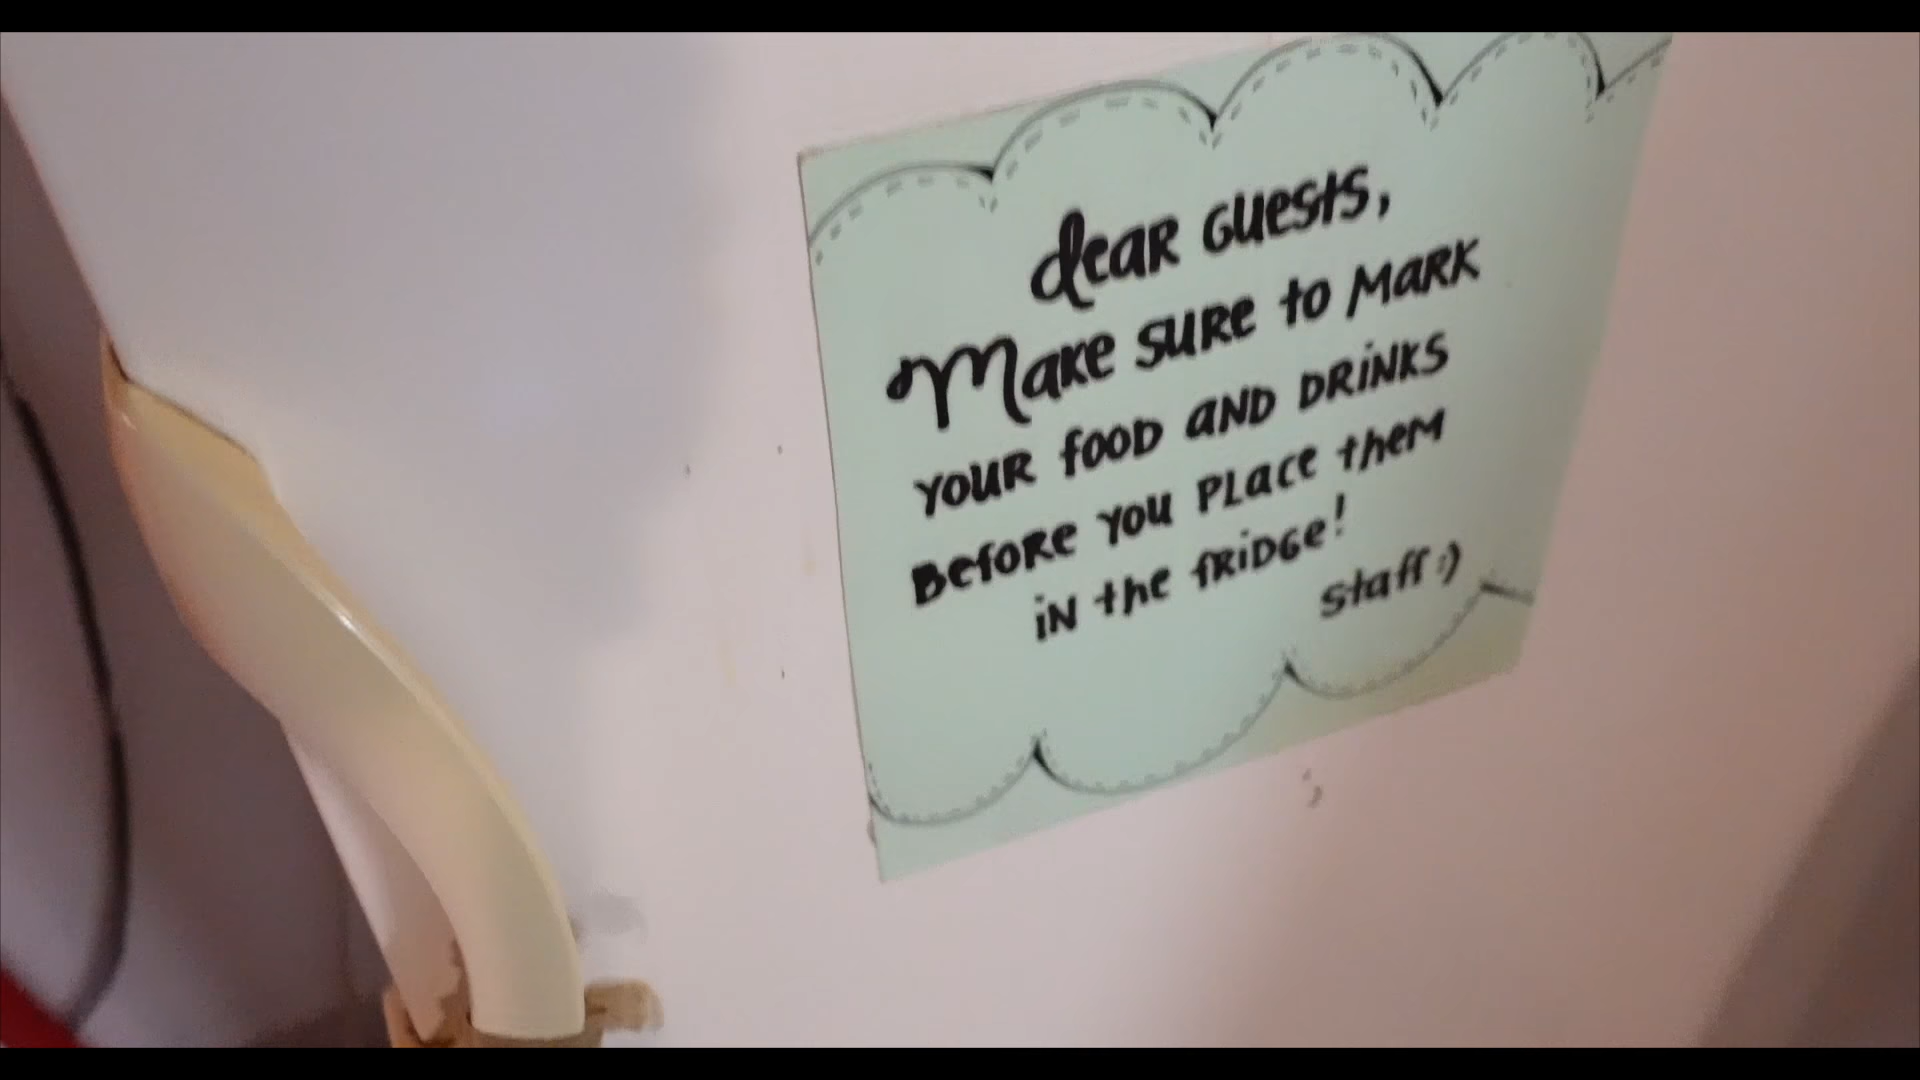 dear Guests,
Make sure to Mark
your food and drinks
Before you place them
in the fridge!
staff :)